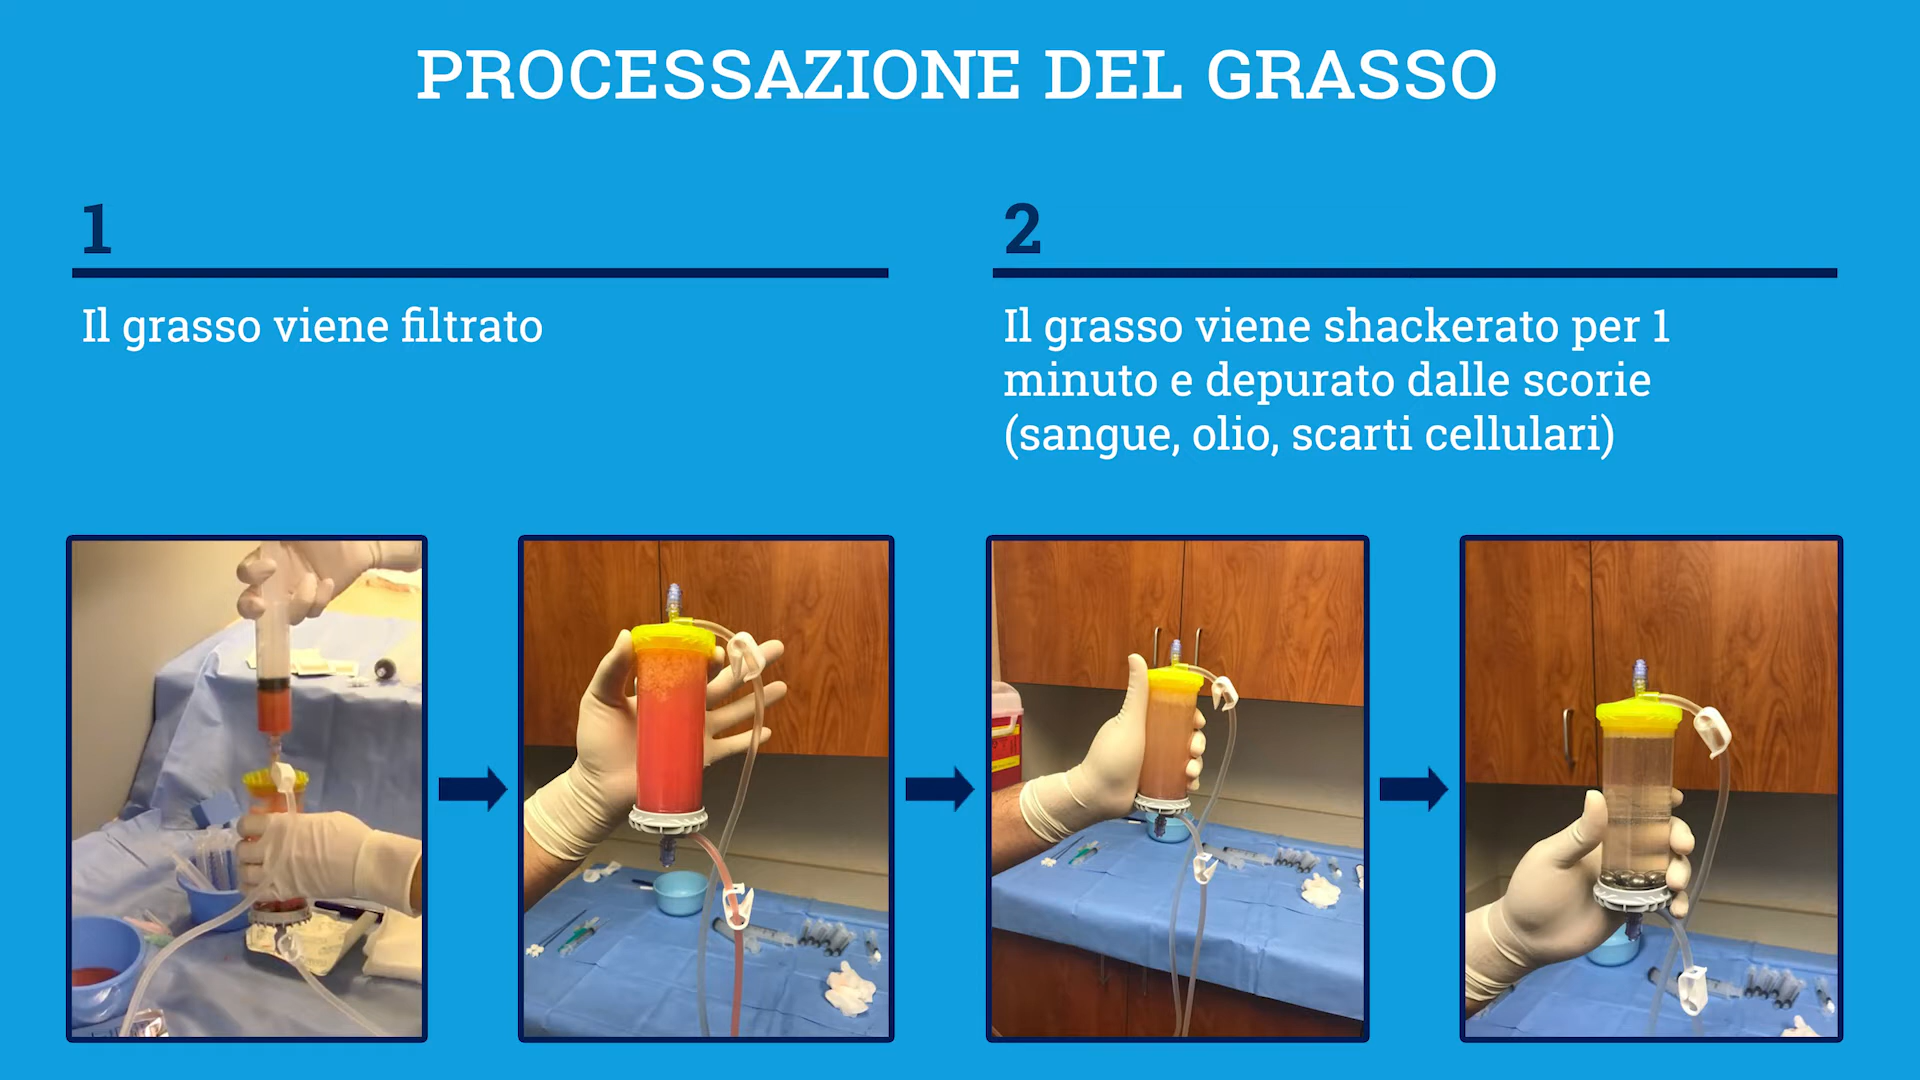 PROCESSAZIONE DEL GRASSO
1
Il grasso viene filtrato
2
Il grasso viene shackerato per 1
minuto e depurato dalle scorie
(sangue, olio, scarti cellulari)